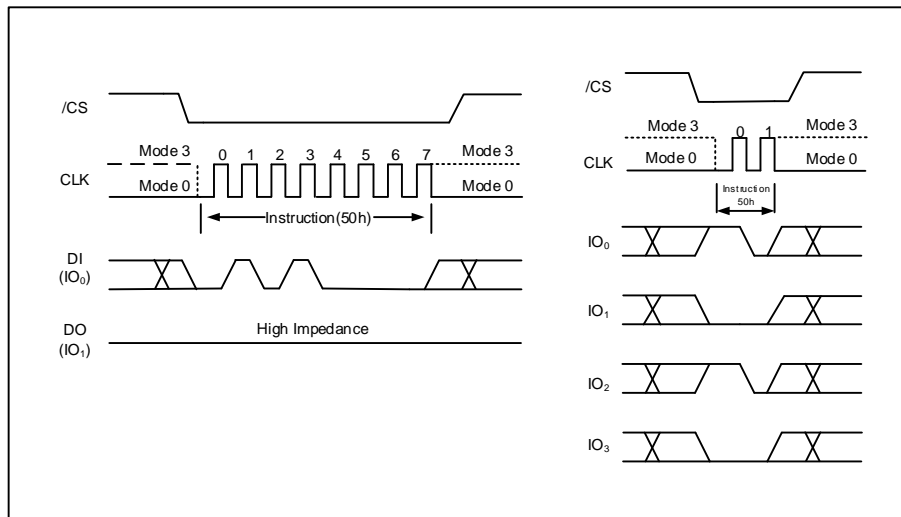 /CS
Mode 3
0 1 2 3 4 5 6 7
Mode 3
CLK
Mode 0
Mode 0
Instruction(50h)
DI
(IO₀)
DO
(IO₁)
High Impedance
/CS
Mode 3
0 1
Mode 3
CLK
Mode 0
Mode 0
Instruction
50h
IO₀
IO₁
IO₂
IO₃